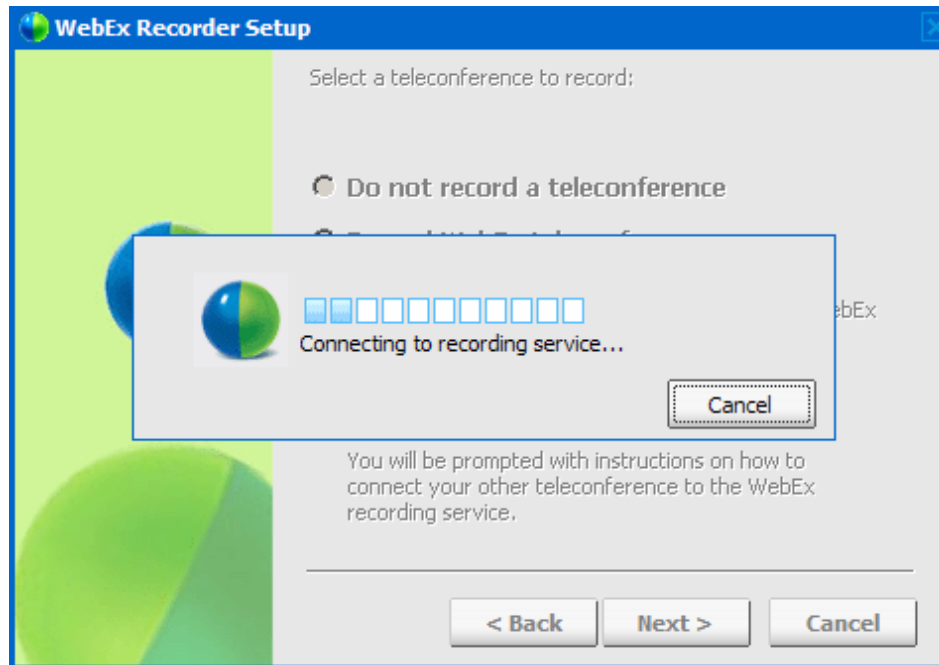 WebEx Recorder Setup
Select a teleconference to record:
Do not record a teleconference
ebEx
Connecting to recording service...
Cancel
You will be prompted with instructions on how to
connect your other teleconference to the WebEx
recording service.
< Back Next > Cancel